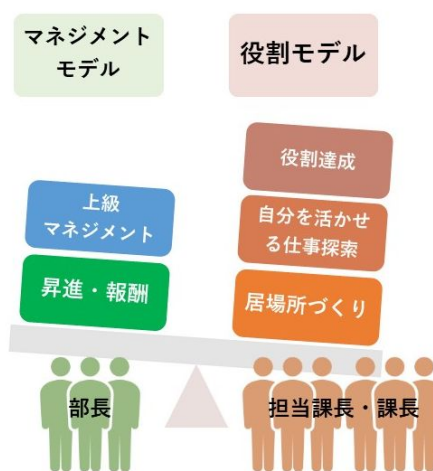 マネジメント
モデル
役割モデル
役割達成
上級
マネジメント
自分を活かせ
る仕事探索
昇進・報酬
居場所づくり
部長
担当課長・課長